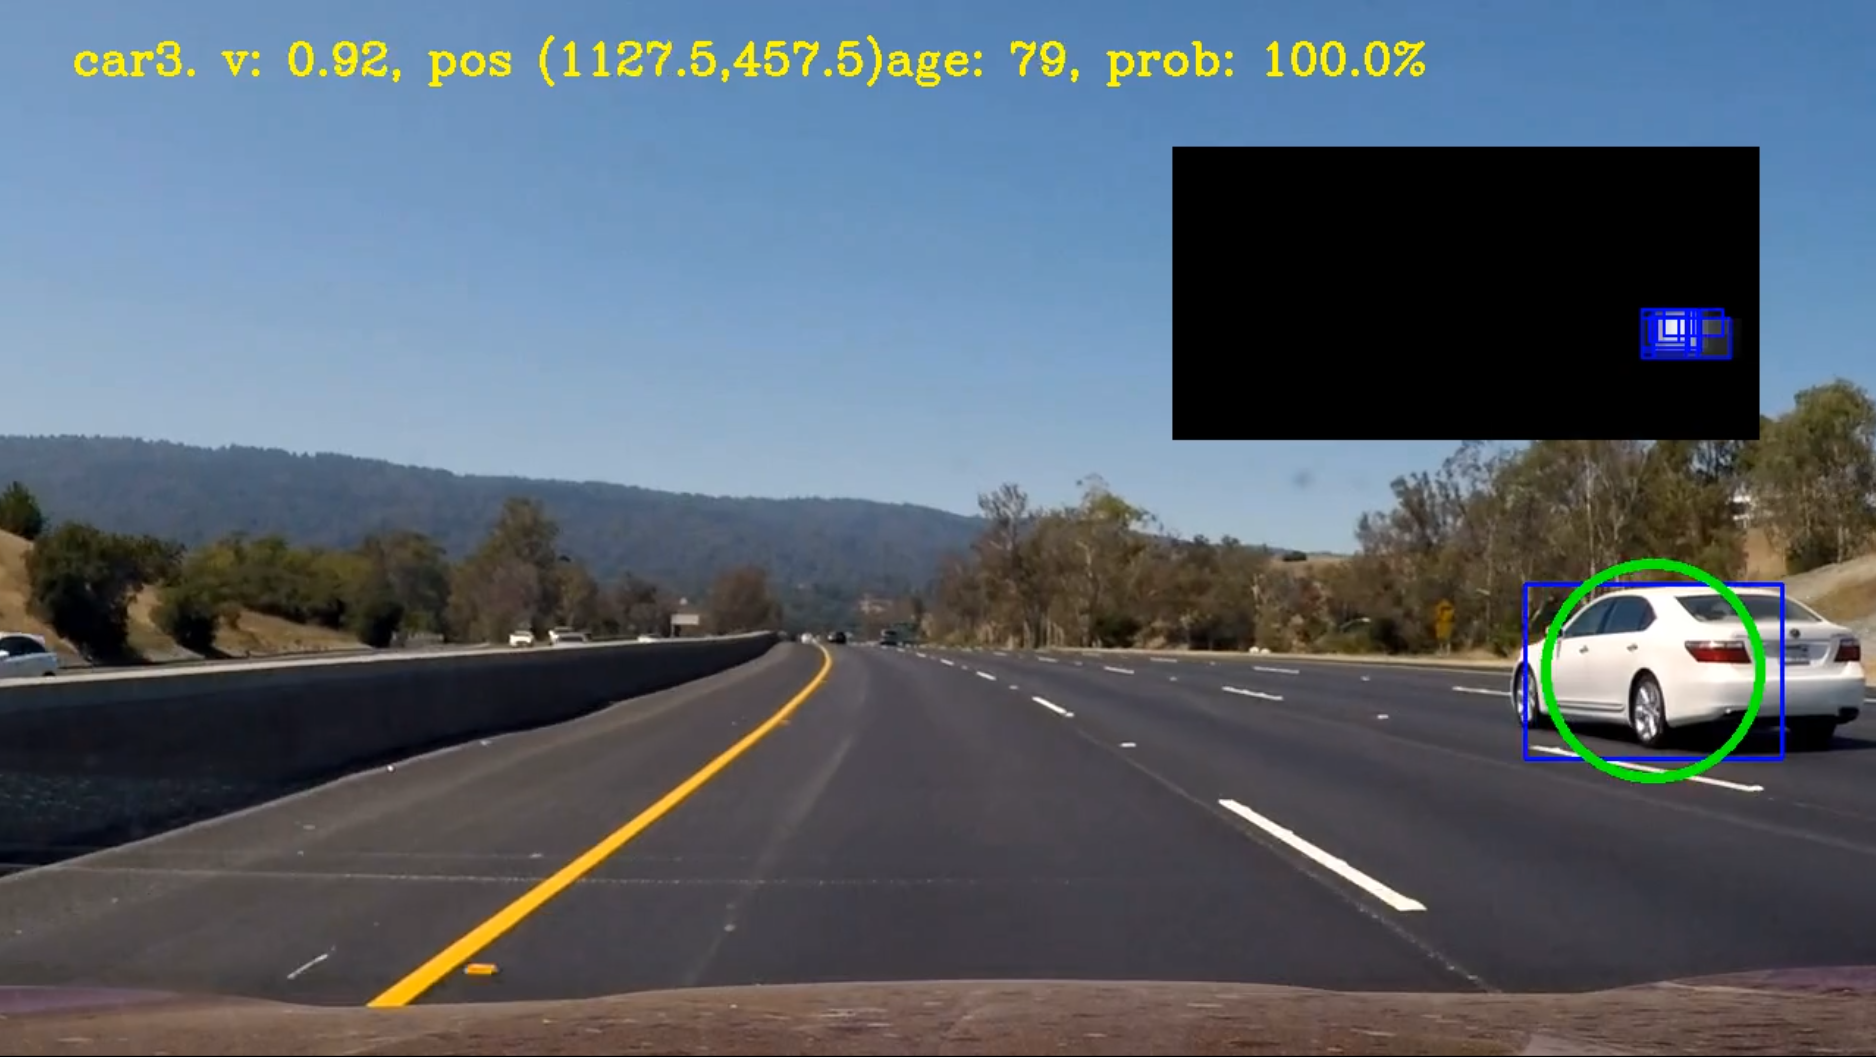 car3. v: 0.92, pos (1127.5,457.5)age: 79, prob: 100.0%